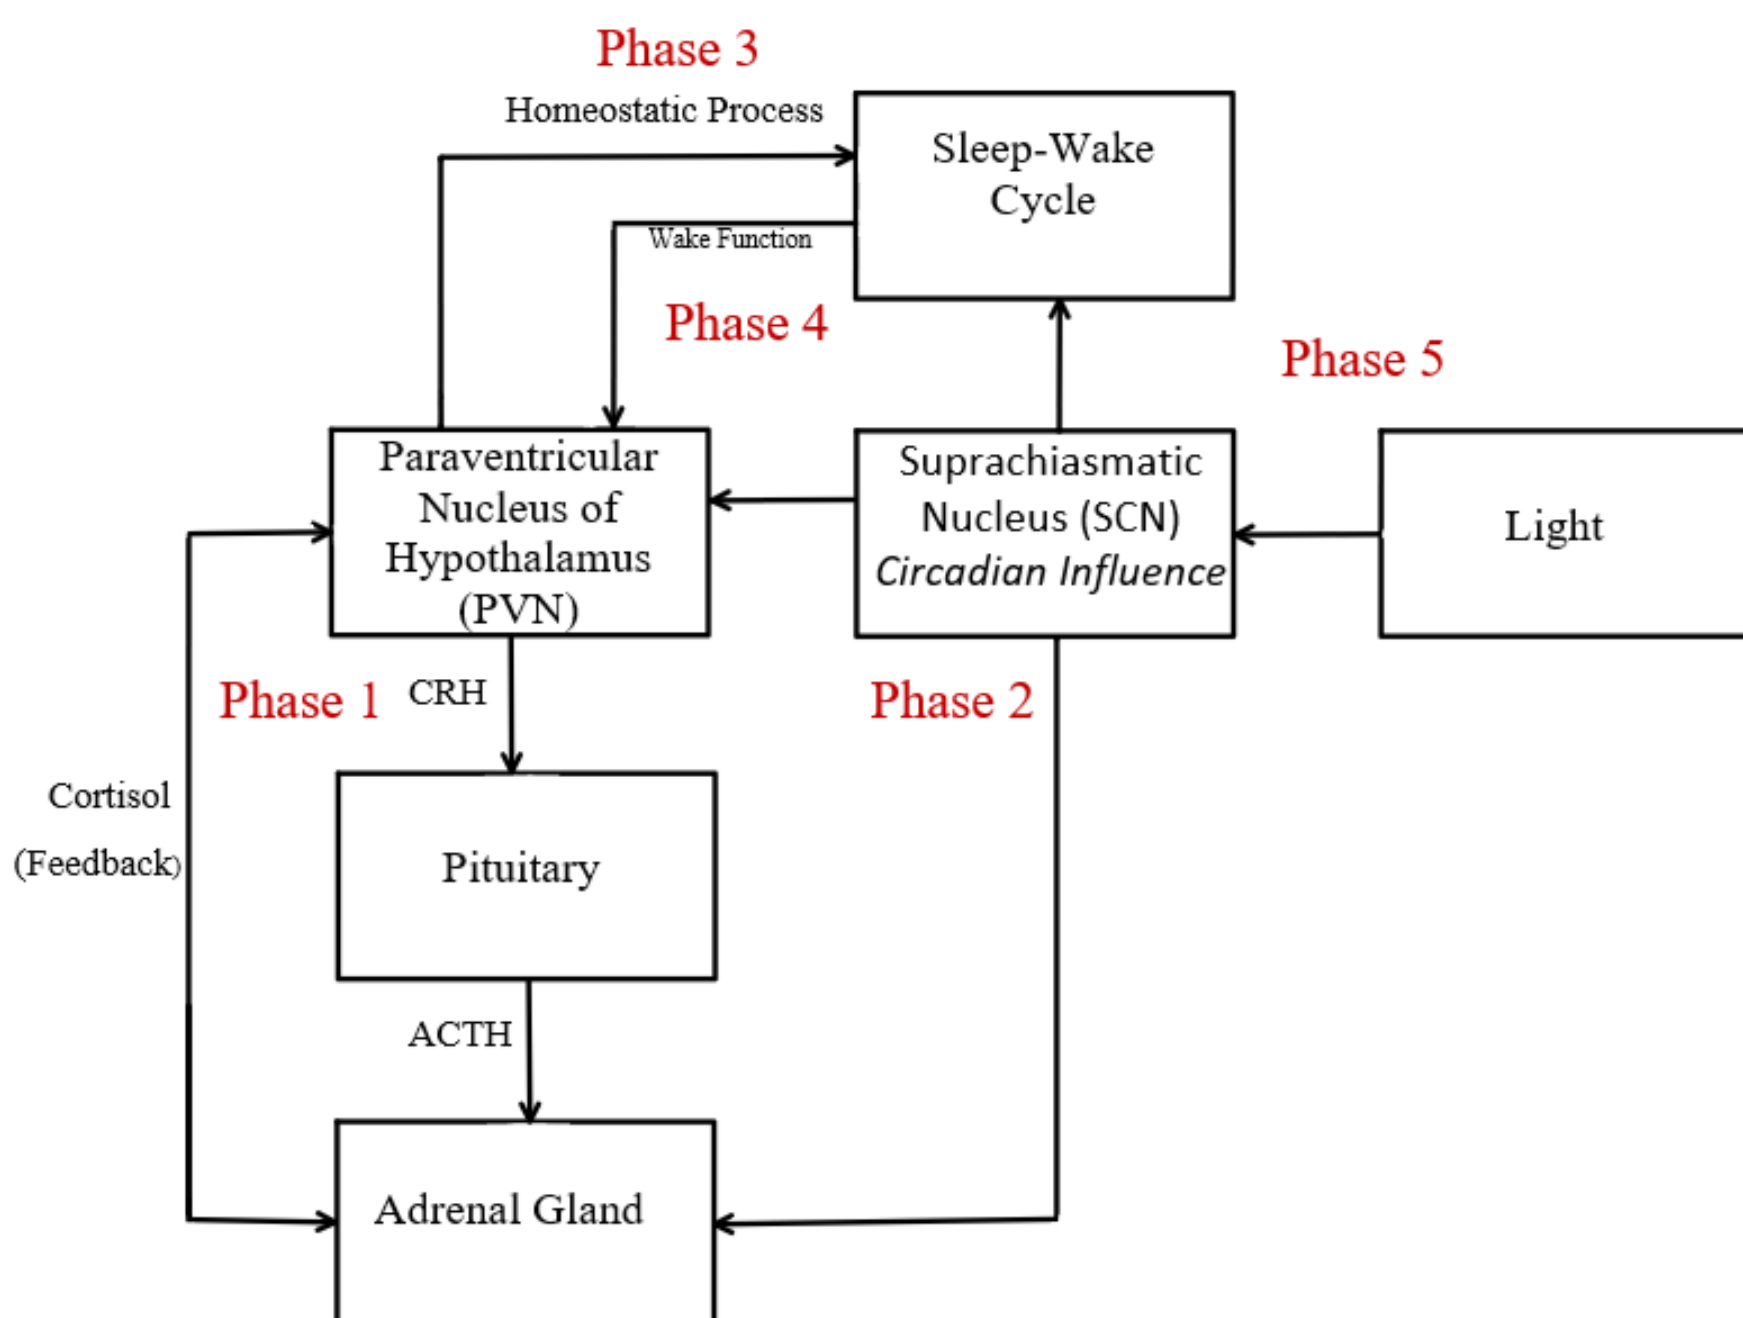 Phase 3
Homeostatic Process
Sleep-Wake
Cycle
Wake Function
Phase 4
Phase 5
Paraventricular
Nucleus of
Hypothalamus
(PVN)
Suprachiasmatic
Nucleus (SCN)
Circadian Influence
Light
Phase 1
CRH
Phase 2
Cortisol
(Feedback)
Pituitary
ACTH
Adrenal Gland